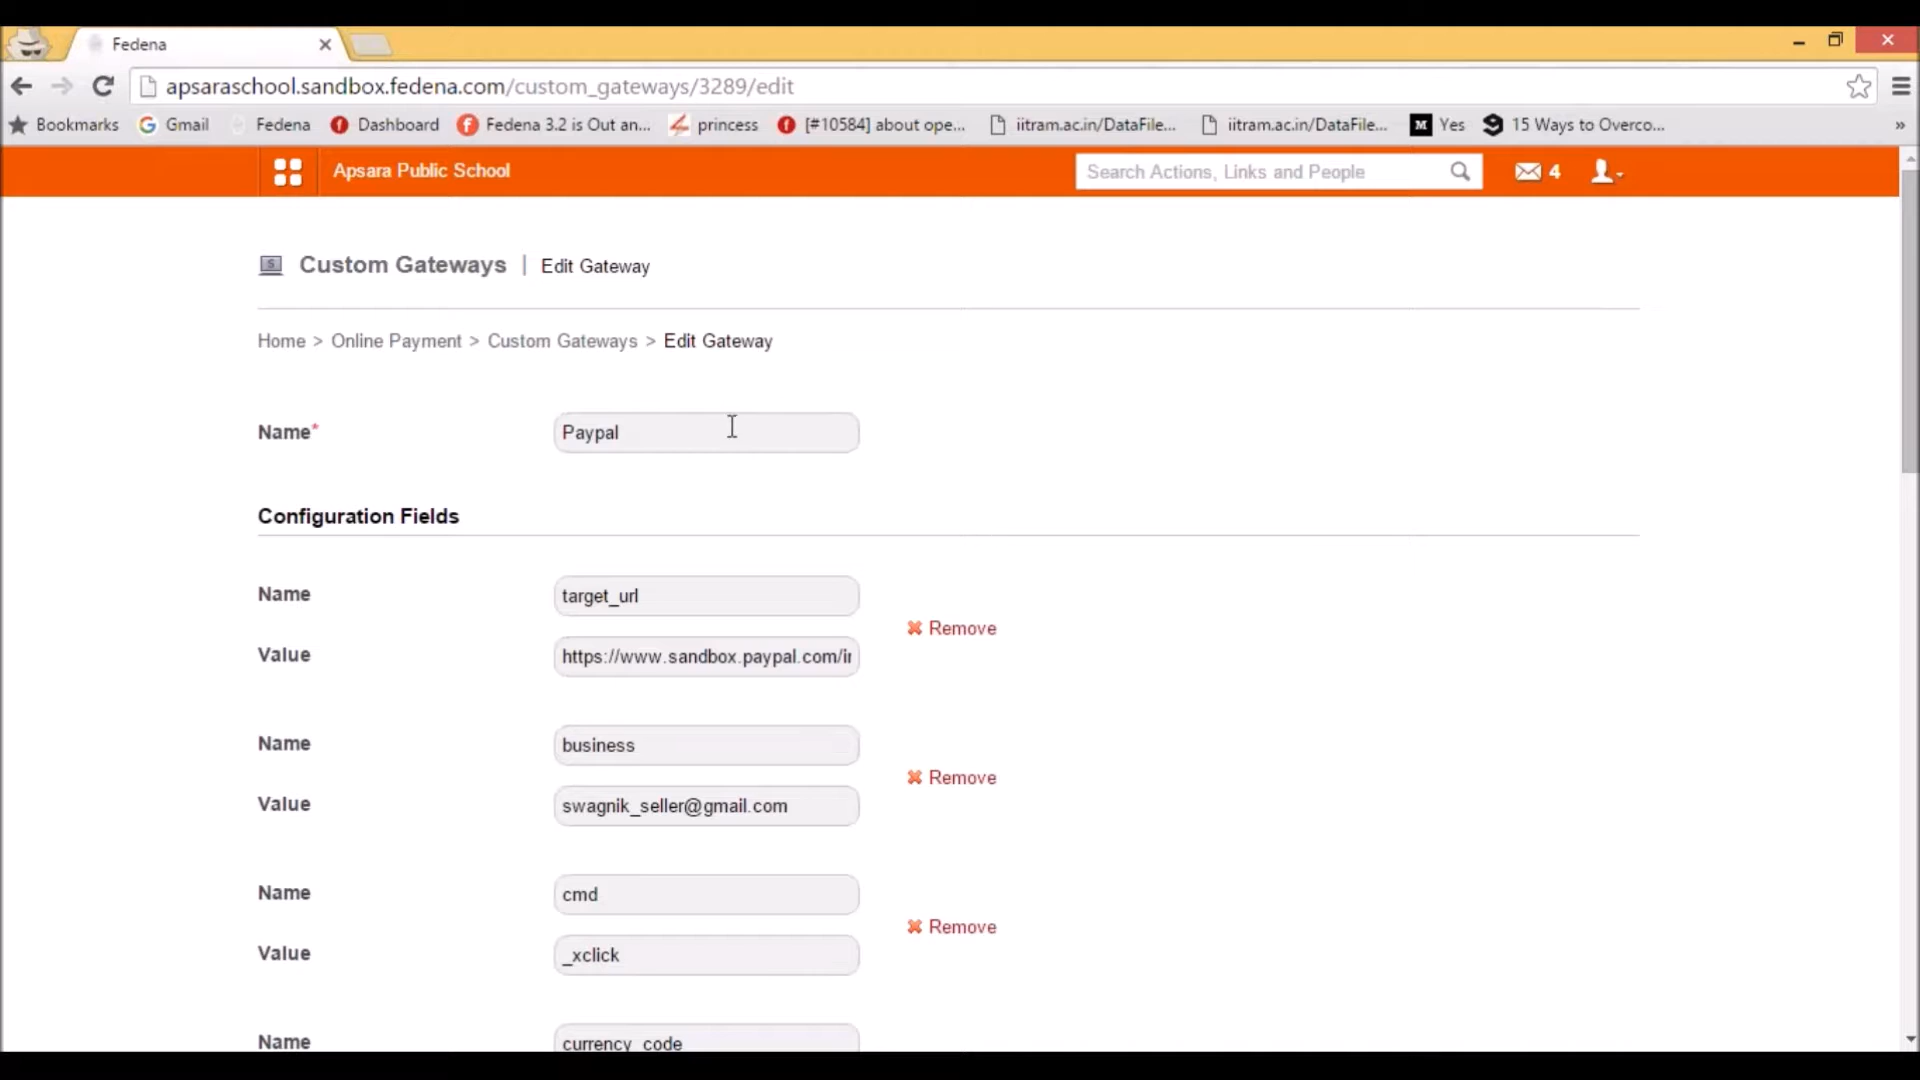 Fedena
apsaraschool.sandbox.fedena.com/custom_gateways/3289/edit
Bookmarks Gmail Fedena Dashboard Fedena 3.2 is Out an... princess [#10584] about ope... iitram.ac.in/DataFile... iitram.ac.in/DataFile... M Yes 15 Ways to Overco... »
Apsara Public School Search Actions, Links and People 4
Custom Gateways | Edit Gateway
Home > Online Payment > Custom Gateways > Edit Gateway
Name* Paypal
Configuration Fields
Name target_url
Remove
Value https://www.sandbox.paypal.com/
Name business
Remove
Value swagnik_seller@gmail.com
Name cmd
Remove
Value _xclick
Name currency_code